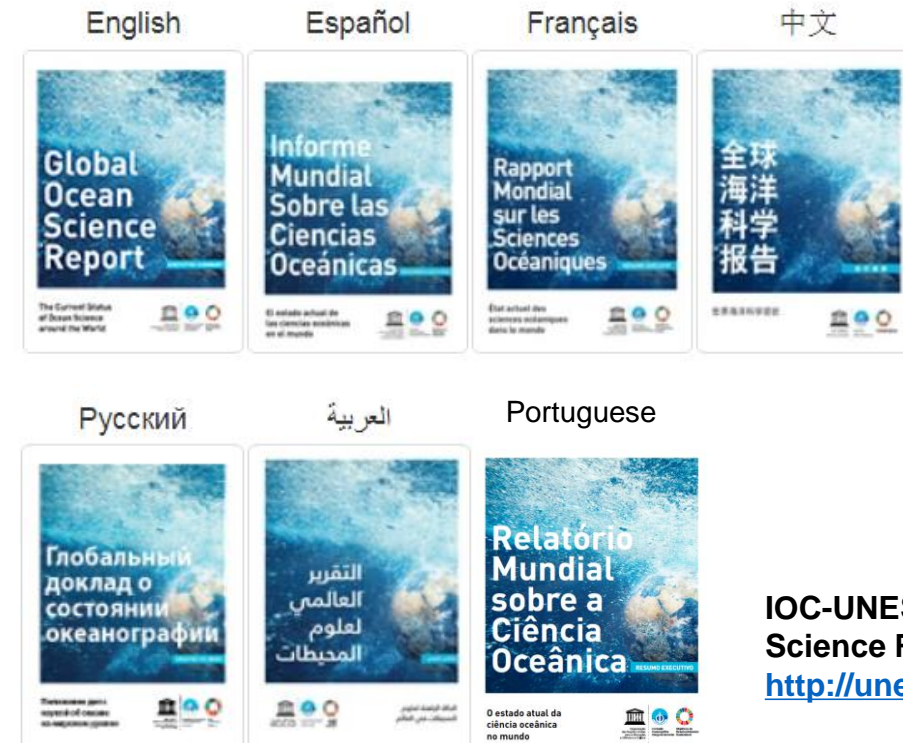 English
Español
Français
中文
Global
Ocean
Science
Report
The Current Status
of Ocean Science
around the World
Informe
Mundial
Sobre las
Ciencias
Oceánicas
El estado actual de
las ciencias oceánicas
en el mundo
Rapport
Mondial
sur les
Sciences
Océaniques
État actuel des
sciences océaniques
dans le monde
全球
海洋
科学
报告
Русский
العربية
Portuguese
Глобальный
доклад о
состоянии
океанографии
التقرير
العالمي
لعلوم
المحيطات
Relatório
Mundial
sobre a
Ciência
Oceânica
RESUMO EXECUTIVO
O estado atual da
ciência oceânica
no mundo
IOC-UNES
Science R
http://une